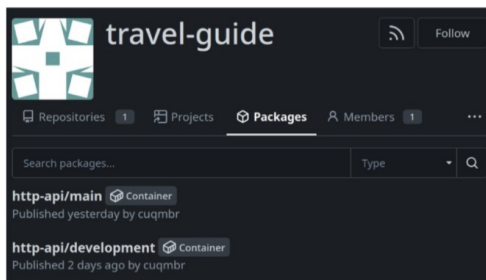 travel-guide
Follow
Repositories 1 Projects Packages Members 1 ...
Search packages... Type
http-api/main Container
Published yesterday by cuqmbr
http-api/development Container
Published 2 days ago by cuqmbr